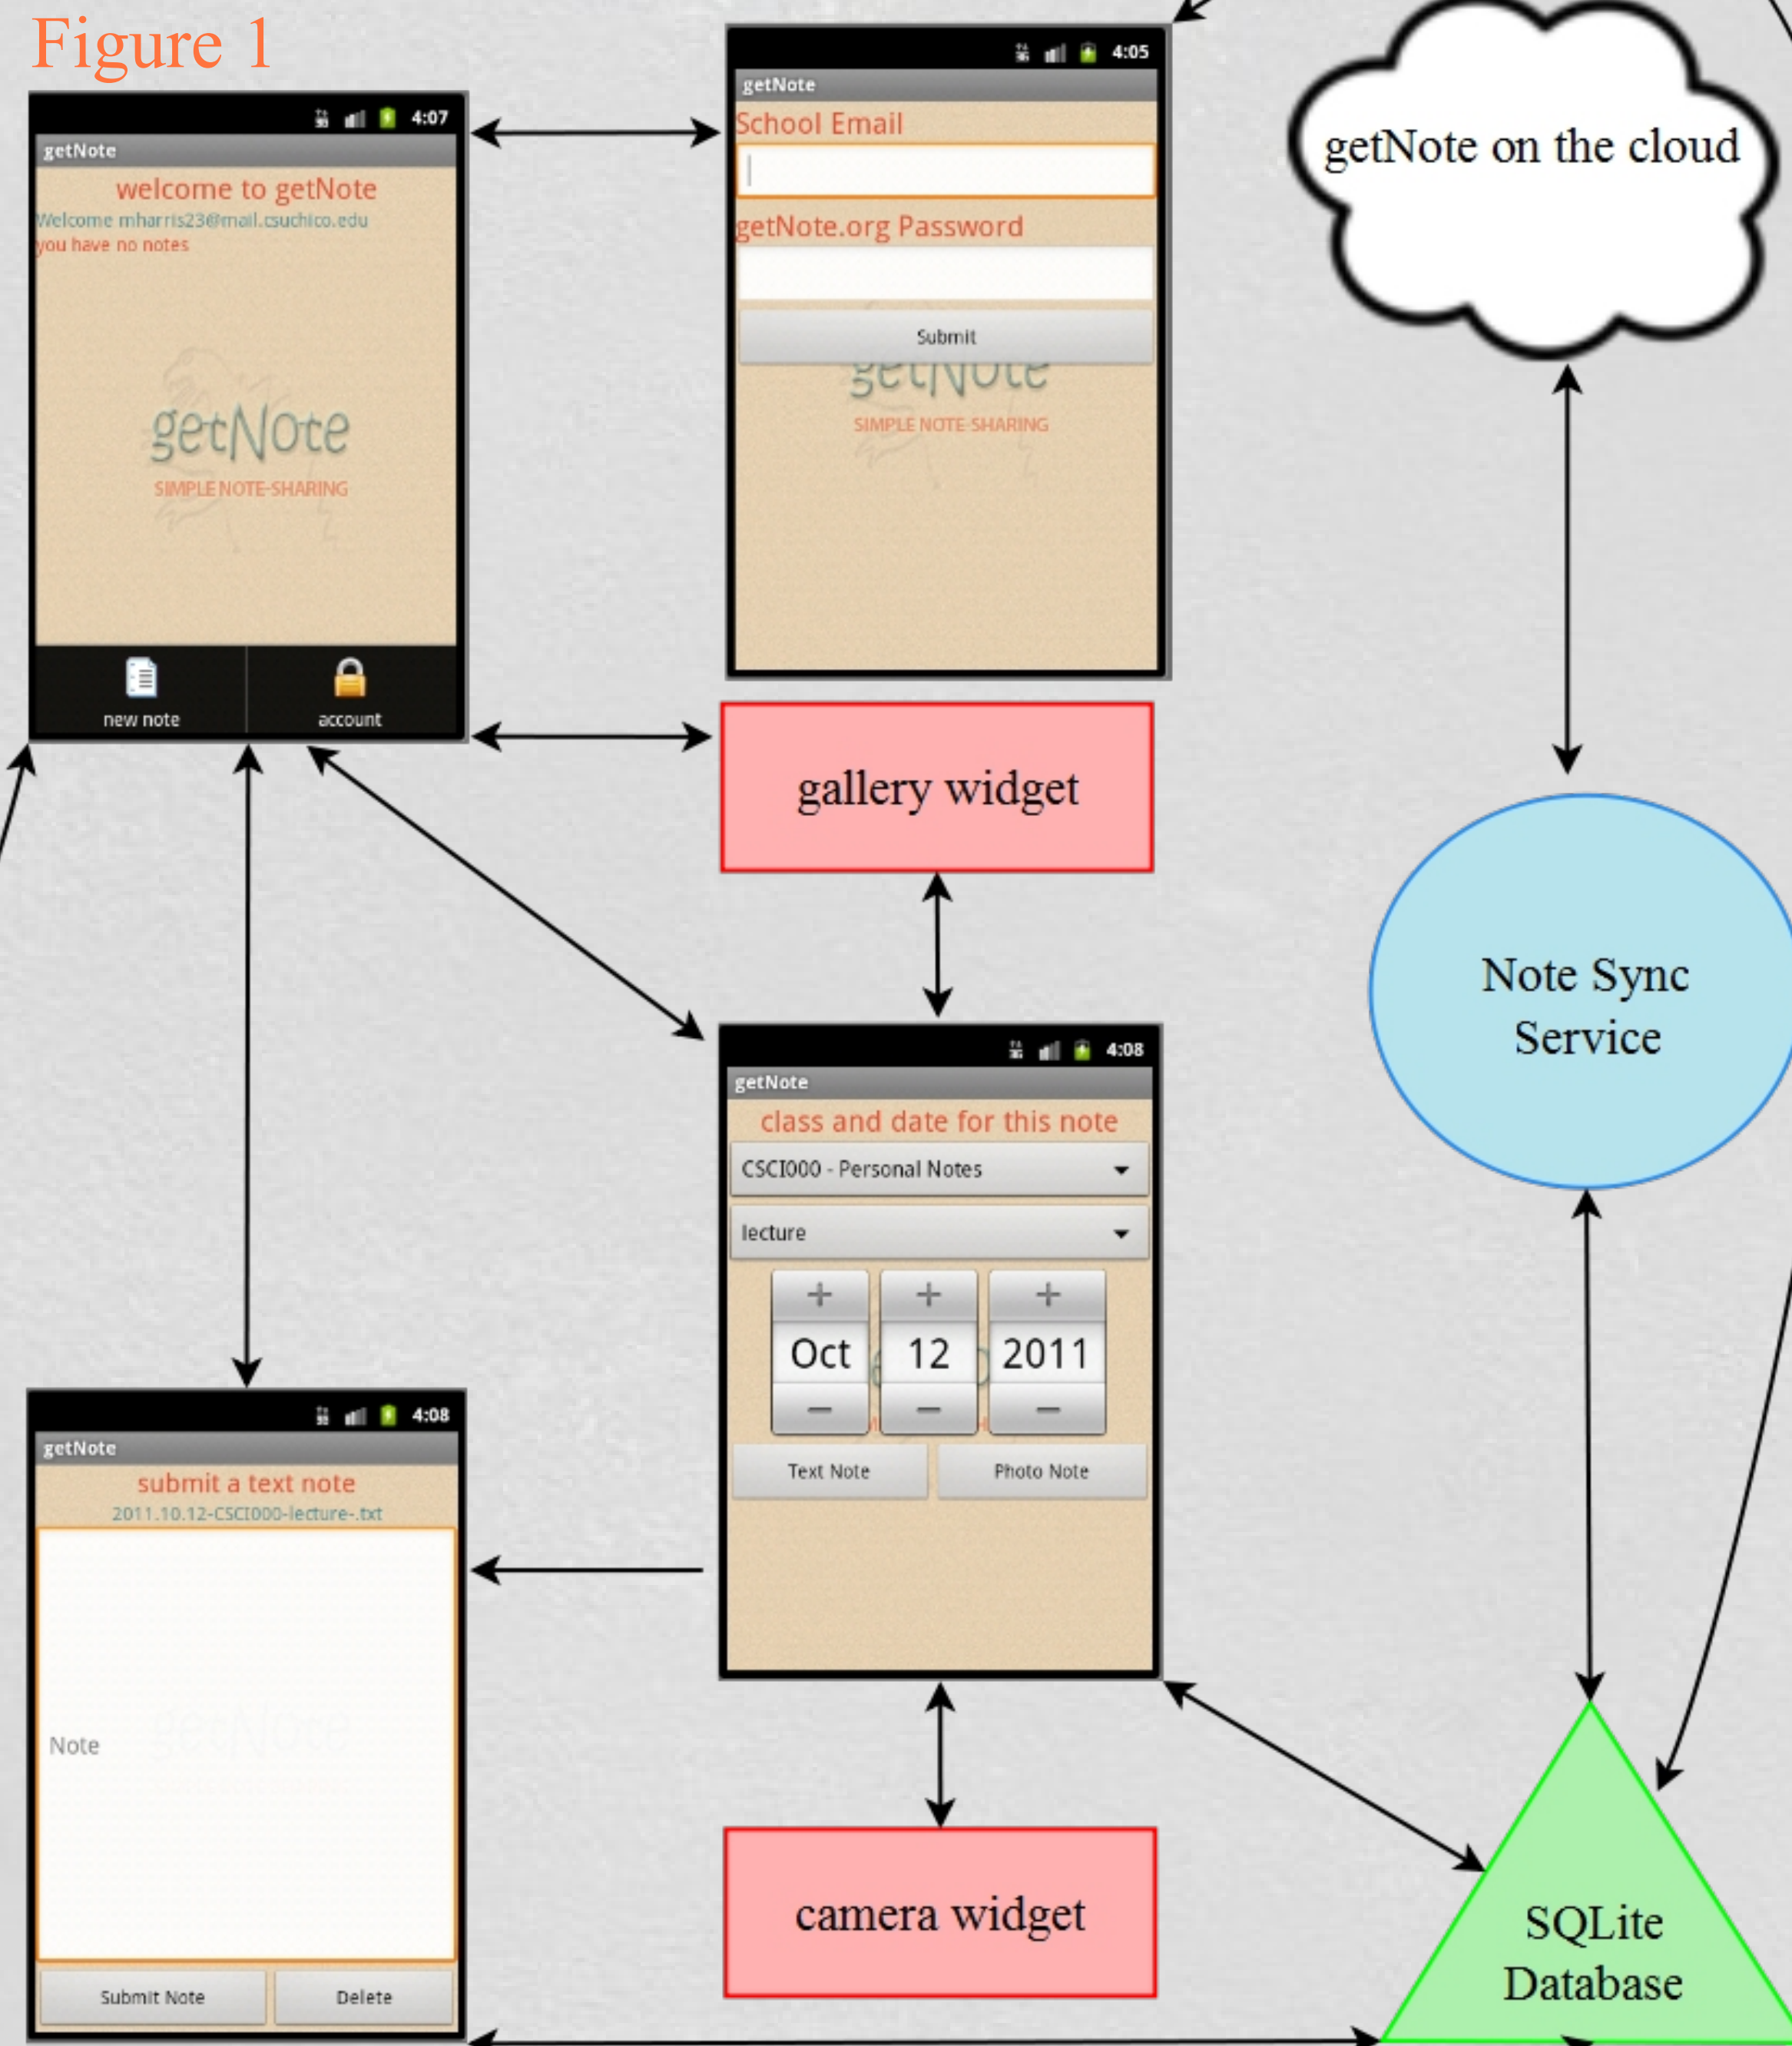 Figure 1
4:07
getNote
welcome to getNote
Welcome mharris23@mail.csuchico.edu
you have no notes
getNote
SIMPLE NOTE-SHARING
new note
account
4:05
getNote
School Email
getNote.org Password
Submit
getNote
SIMPLE NOTE-SHARING
getNote on the cloud
gallery widget
Note Sync
Service
4:08
getNote
class and date for this note
CSCI000 - Personal Notes
lecture
+ + +
Oct 12 2011
- - -
Text Note
Photo Note
4:08
getNote
submit a text note
2011.10.12-CSCI000-lecture-.txt
getNote
Note
Submit Note
Delete
camera widget
SQLite
Database